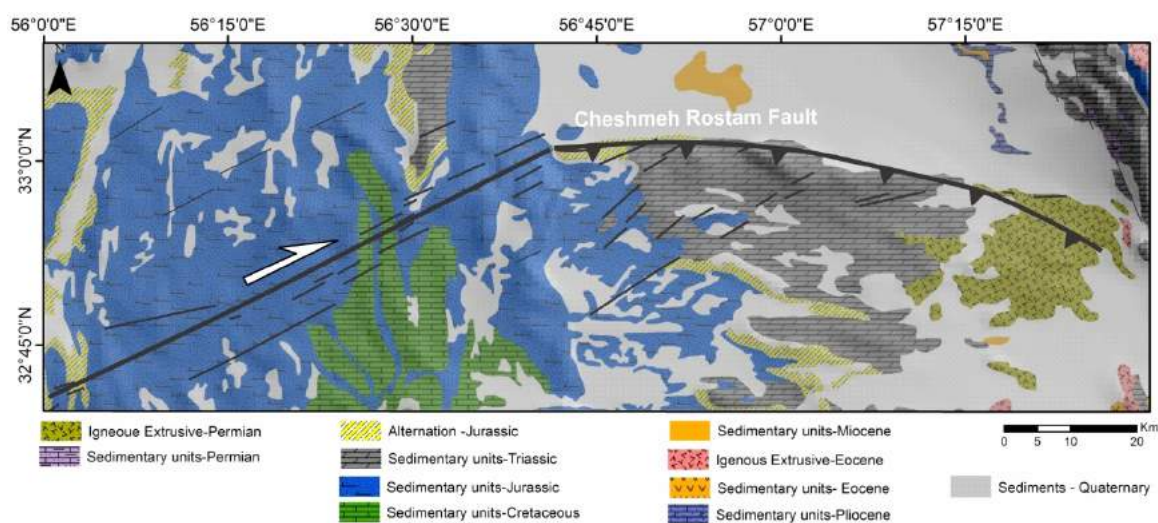 56°0'0"E 56°15'0"E 56°30'0"E 56°45'0"E 57°0'0"E 57°15'0"E
Cheshmeh Rostam Fault
33°0'0"N
32°45'0"N
Igneoue Extrusive-Permian
Sedimentary units-Permian
Alternation -Jurassic
Sedimentary units-Triassic
Sedimentary units-Jurassic
Sedimentary units-Cretaceous
Sedimentary units-Miocene
Igenous Extrusive-Eocene
Sedimentary units- Eocene
Sedimentary units-Pliocene
Km
0 5 10 20
Sediments - Quaternary